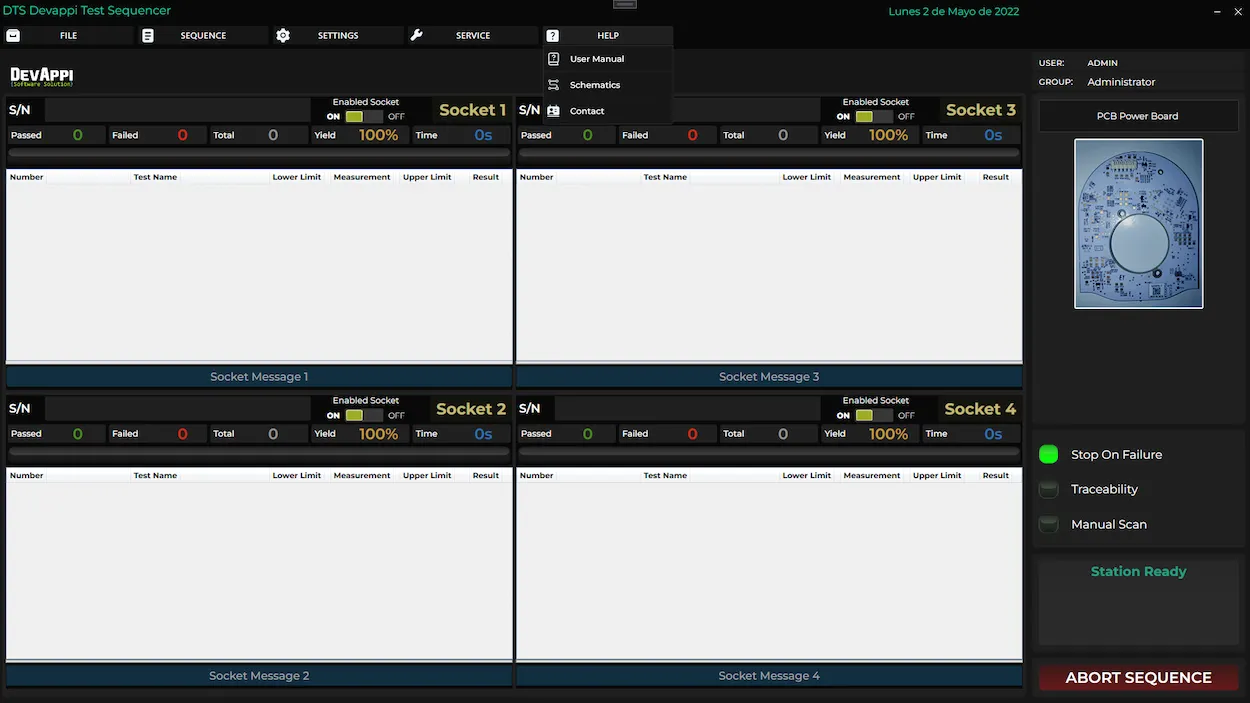 DTS Devappi Test Sequencer
Lunes 2 de Mayo de 2022
FILE SEQUENCE SETTINGS SERVICE HELP
User Manual
Schematics
Contact
DEVAPPI
{Software Solution}
S/N Enabled Socket Socket 1
ON OFF
Passed 0 Failed 0 Total 0 Yield 100% Time 0s
Number Test Name Lower Limit Measurement Upper Limit Result
Socket Message 1
S/N Enabled Socket Socket 3
ON OFF
Passed 0 Failed 0 Total 0 Yield 100% Time 0s
Number Test Name Lower Limit Measurement Upper Limit Result
Socket Message 3
S/N Enabled Socket Socket 2
ON OFF
Passed 0 Failed 0 Total 0 Yield 100% Time 0s
Number Test Name Lower Limit Measurement Upper Limit Result
Socket Message 2
S/N Enabled Socket Socket 4
ON OFF
Passed 0 Failed 0 Total 0 Yield 100% Time 0s
Number Test Name Lower Limit Measurement Upper Limit Result
Socket Message 4
USER: ADMIN
GROUP: Administrator
PCB Power Board
Stop On Failure
Traceability
Manual Scan
Station Ready
ABORT SEQUENCE